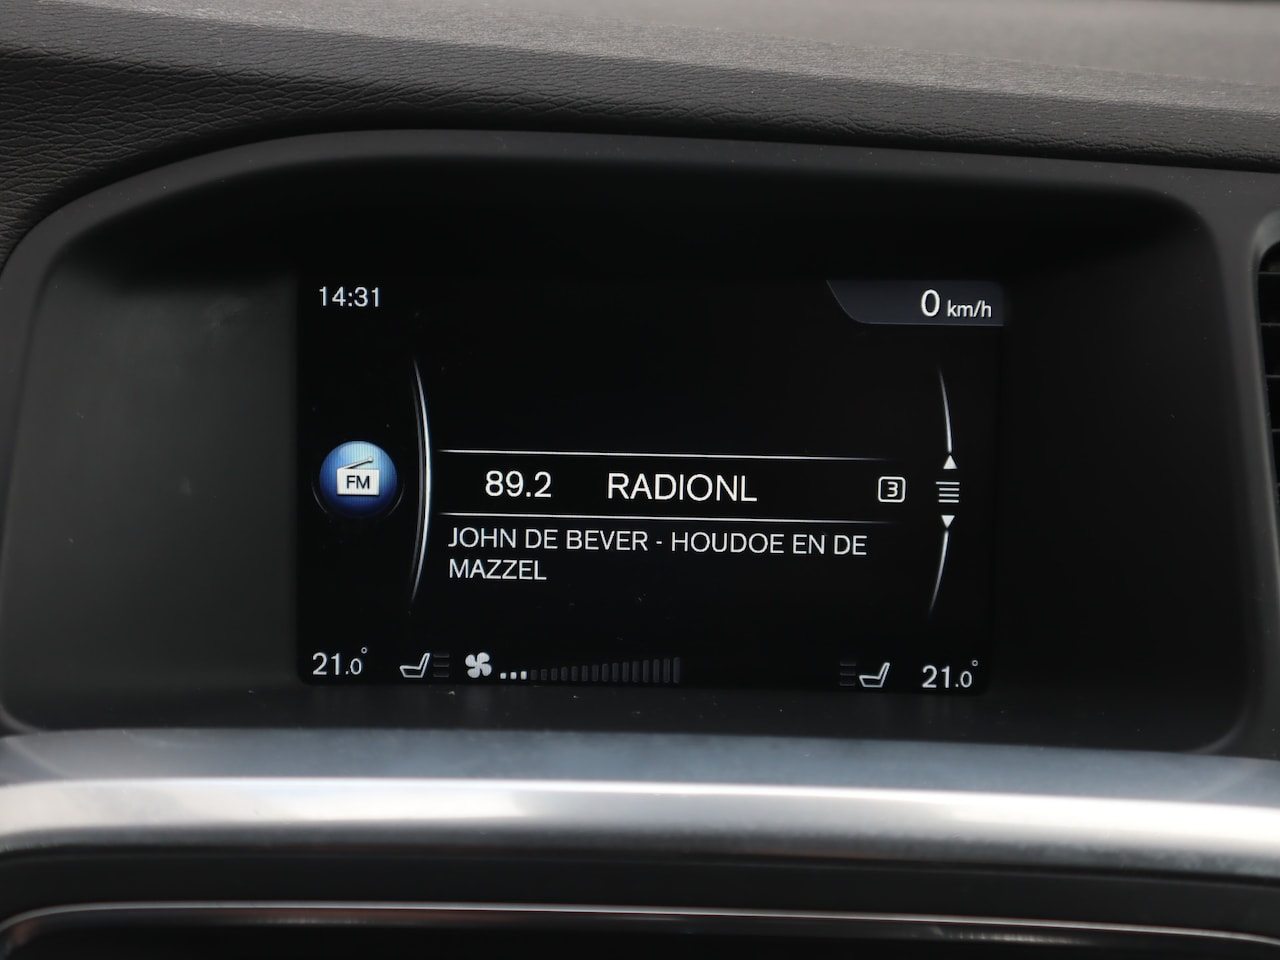 14:31
0 km/h
FM
89.2 RADIONL 3
JOHN DE BEVER - HOUDOE EN DE
MAZZEL
21.0° 21.0°